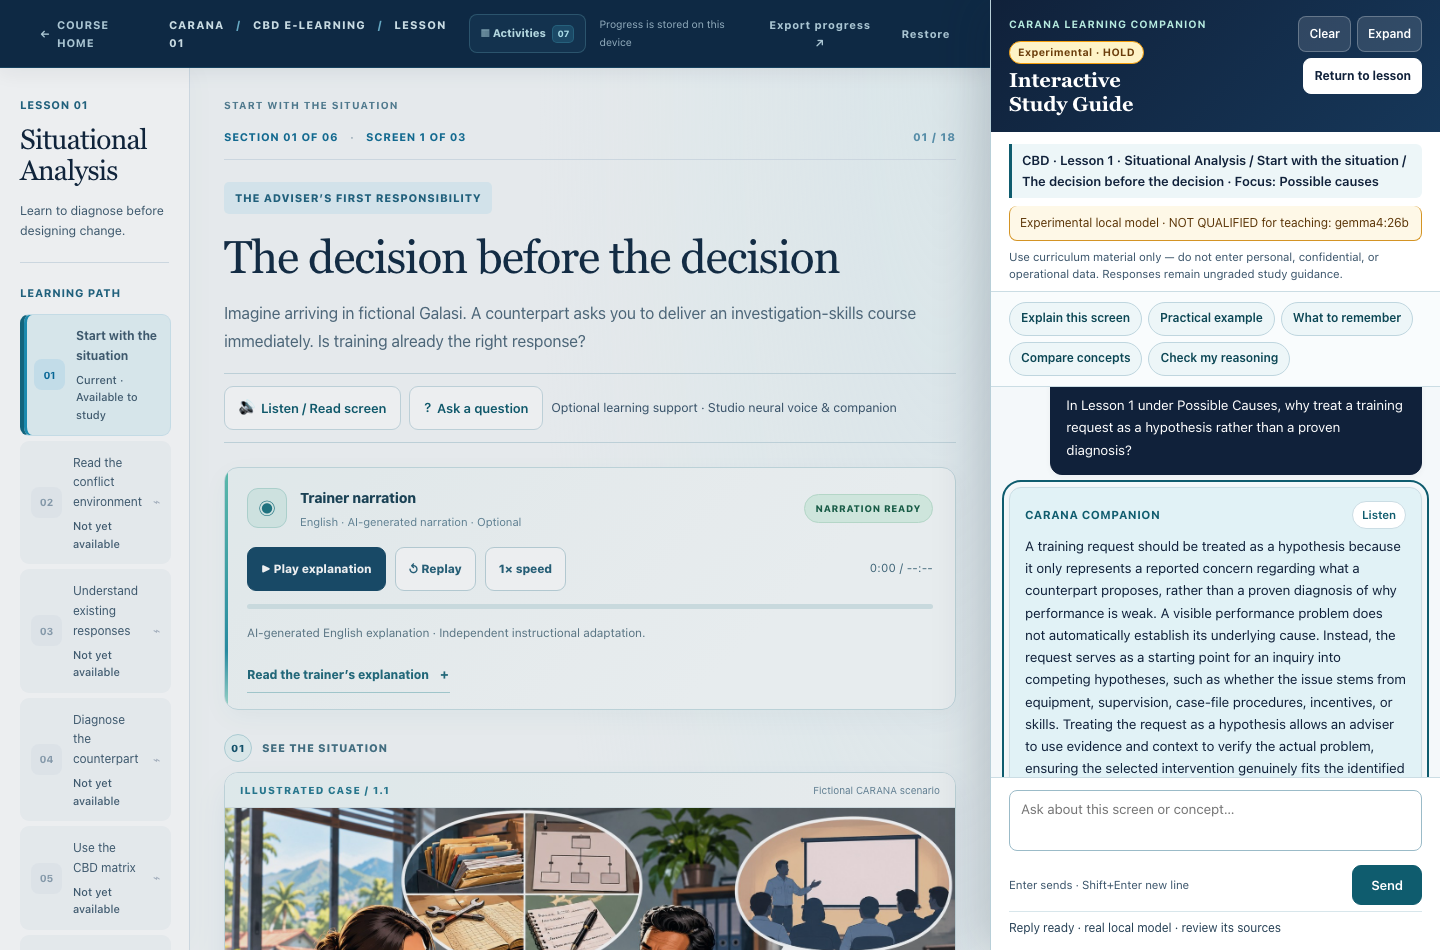 ← COURSE HOME
CARANA / CBD E-LEARNING / LESSON 01
Activities 07
Progress is stored on this device
Export progress ↗
Restore
LESSON 01
Situational
Analysis
Learn to diagnose before
designing change.
LEARNING PATH
01
Start with the
situation
Current ·
Available to
study
02
Read the
conflict
environment
Not yet
available
03
Understand
existing
responses
Not yet
available
04
Diagnose
the
counterpart
Not yet
available
05
Use the
CBD matrix
Not yet
available
START WITH THE SITUATION
SECTION 01 OF 06 · SCREEN 1 OF 03
01 / 18
THE ADVISER'S FIRST RESPONSIBILITY
The decision before the decision
Imagine arriving in fictional Galasi. A counterpart asks you to deliver an investigation-skills course
immediately. Is training already the right response?
Listen / Read screen
? Ask a question
Optional learning support · Studio neural voice & companion
Trainer narration
English · AI-generated narration · Optional
NARRATION READY
Play explanation
Replay
1× speed
0:00 / --:--
AI-generated English explanation · Independent instructional adaptation.
Read the trainer’s explanation +
01 SEE THE SITUATION
ILLUSTRATED CASE / 1.1
Fictional CARANA scenario
CARANA LEARNING COMPANION
Experimental · HOLD
Interactive
Study Guide
Clear
Expand
Return to lesson
CBD · Lesson 1 · Situational Analysis / Start with the situation /
The decision before the decision · Focus: Possible causes
Experimental local model · NOT QUALIFIED for teaching: gemma4:26b
Use curriculum material only — do not enter personal, confidential, or
operational data. Responses remain ungraded study guidance.
Explain this screen
Practical example
What to remember
Compare concepts
Check my reasoning
In Lesson 1 under Possible Causes, why treat a training
request as a hypothesis rather than a proven
diagnosis?
CARANA COMPANION
Listen
A training request should be treated as a hypothesis because
it only represents a reported concern regarding what a
counterpart proposes, rather than a proven diagnosis of why
performance is weak. A visible performance problem does
not automatically establish its underlying cause. Instead, the
request serves as a starting point for an inquiry into
competing hypotheses, such as whether the issue stems from
equipment, supervision, case-file procedures, incentives, or
skills. Treating the request as a hypothesis allows an adviser
to use evidence and context to verify the actual problem,
ensuring the selected intervention genuinely fits the identified
Ask about this screen or concept...
Enter sends · Shift+Enter new line
Send
Reply ready · real local model · review its sources